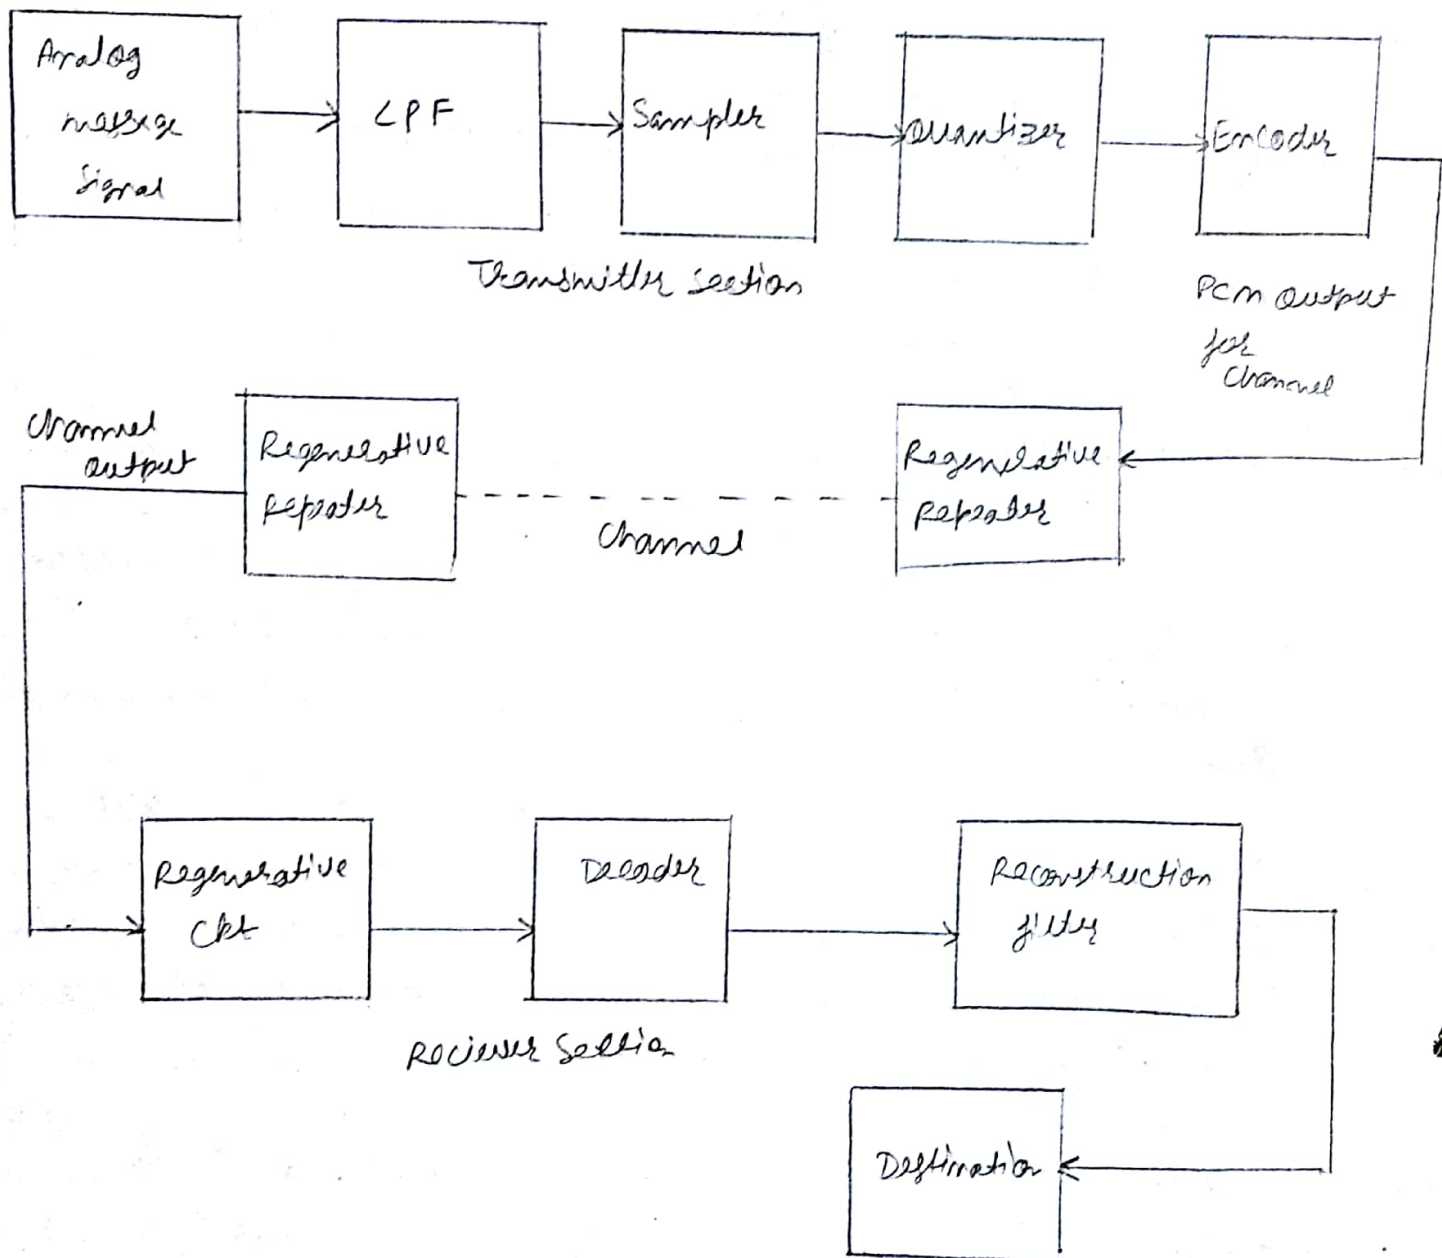 Analog
message
Signal
LPF
Sampler
Quantizer
Encoder
Transmitter Section
PCM output
for
Channel
Channel
output
Regenerative
Repeater
Channel
Regenerative
Repeater
Regenerative
Ckt
Decoder
Reconstruction
filter
Reciever Section
Destination